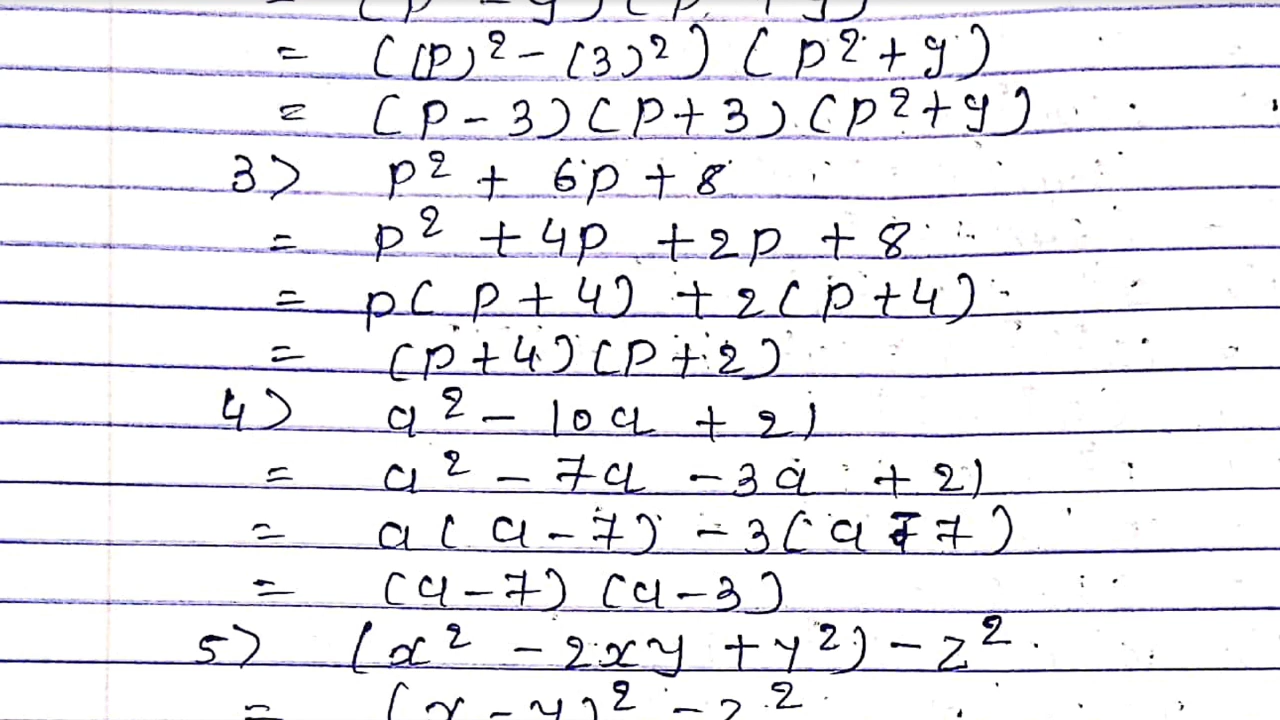 = ((p)² - (3)²) (p² + 9)
= (p - 3)(p + 3)(p² + 9)
3) p² + 6p + 8
= p² + 4p + 2p + 8
= p(p + 4) + 2(p + 4)
= (p + 4)(p + 2)
4) a² - 10a + 21
= a² - 7a - 3a + 21
= a(a - 7) - 3(a - 7)
= (a - 7) (a - 3)
5) (x² - 2xy + y²) - z²
= (x - y)² - z²